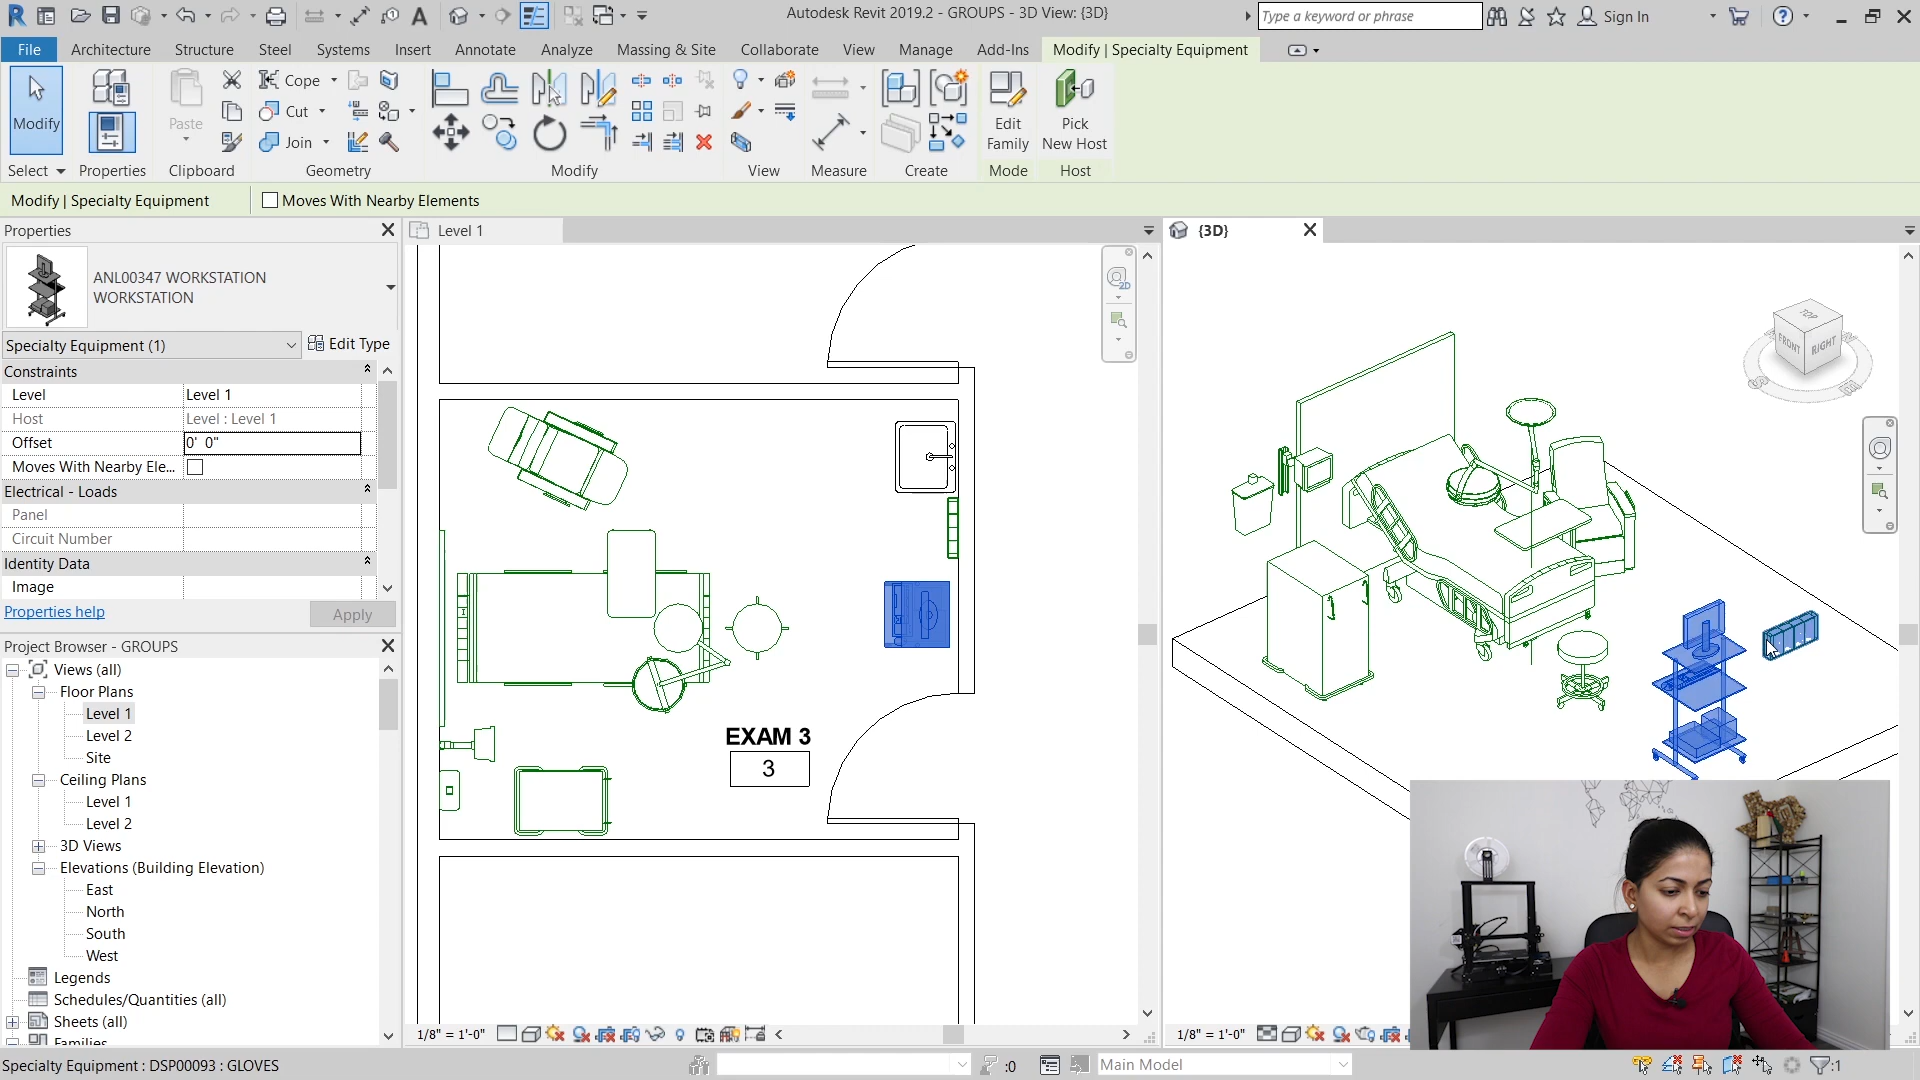 Autodesk Revit 2019.2 - GROUPS - 3D View: {3D}
Type a keyword or phrase
Sign In
File
Architecture
Structure
Steel
Systems
Insert
Annotate
Analyze
Massing & Site
Collaborate
View
Manage
Add-Ins
Modify | Specialty Equipment
Modify
Paste
Cope
Cut
Join
Edit
Family
Pick
New Host
Select
Properties
Clipboard
Geometry
Modify
View
Measure
Create
Mode
Host
Modify | Specialty Equipment
Moves With Nearby Elements
Properties
ANL00347 WORKSTATION
WORKSTATION
Specialty Equipment (1)
Edit Type
Constraints
Level
Level 1
Host
Level : Level 1
Offset
0' 0"
Moves With Nearby Ele...
Electrical - Loads
Panel
Circuit Number
Identity Data
Image
Properties help
Apply
Project Browser - GROUPS
Views (all)
Floor Plans
Level 1
Level 2
Site
Ceiling Plans
Level 1
Level 2
3D Views
Elevations (Building Elevation)
East
North
South
West
Legends
Schedules/Quantities (all)
Sheets (all)
Families
Level 1
2D
EXAM 3
3
1/8" = 1'-0"
{3D}
TOP
FRONT
RIGHT
1/8" = 1'-0"
Specialty Equipment : DSP00093 : GLOVES
:0
Main Model
:1